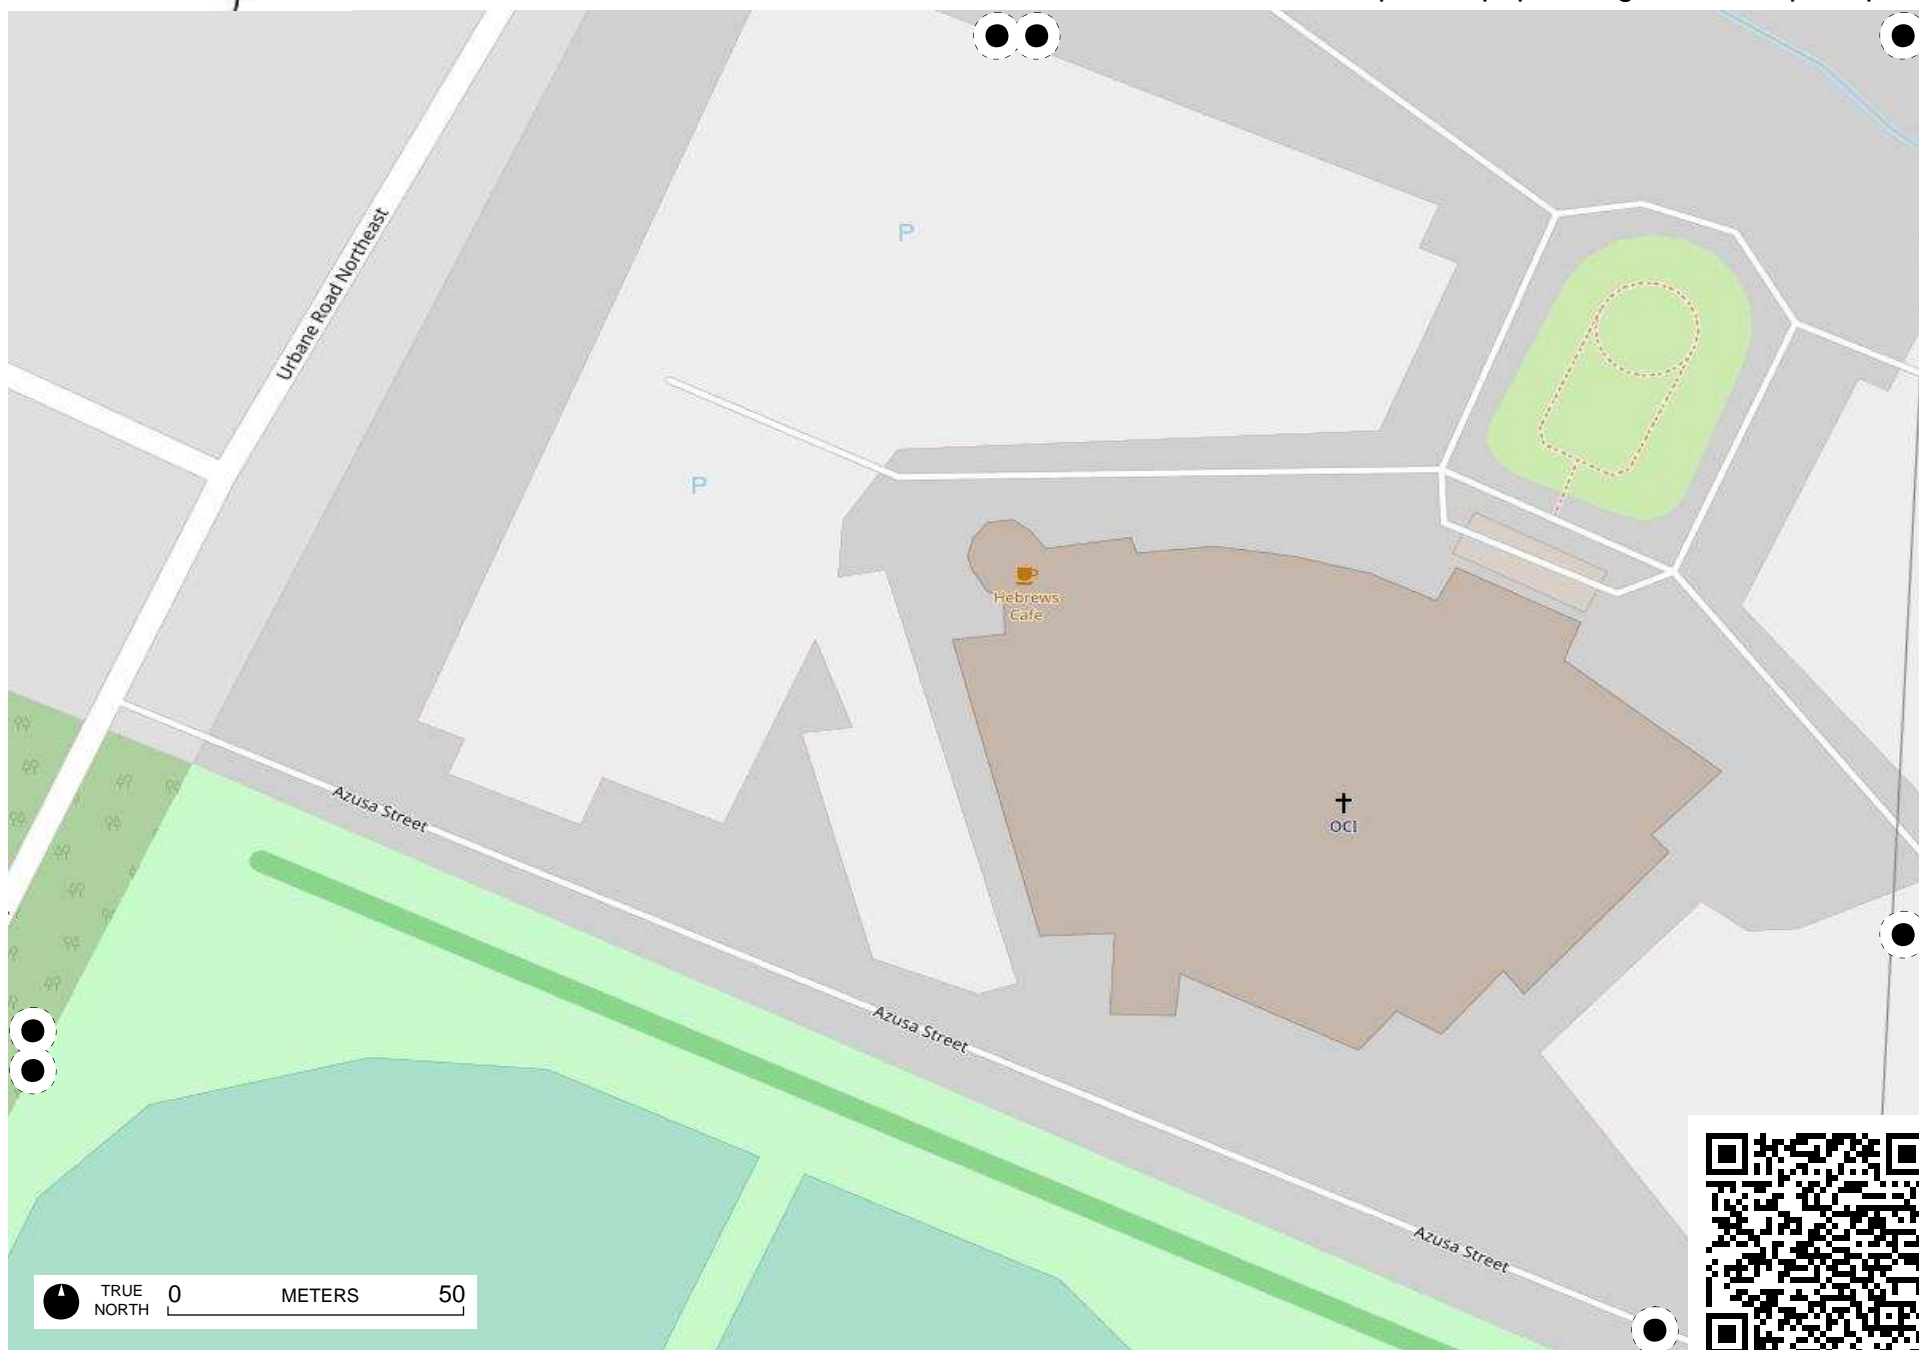 Urbane Road Northeast
P
P
Hebrews
Cafe
OCI
Azusa Street
Azusa Street
Azusa Street
TRUE
NORTH
0
METERS
50